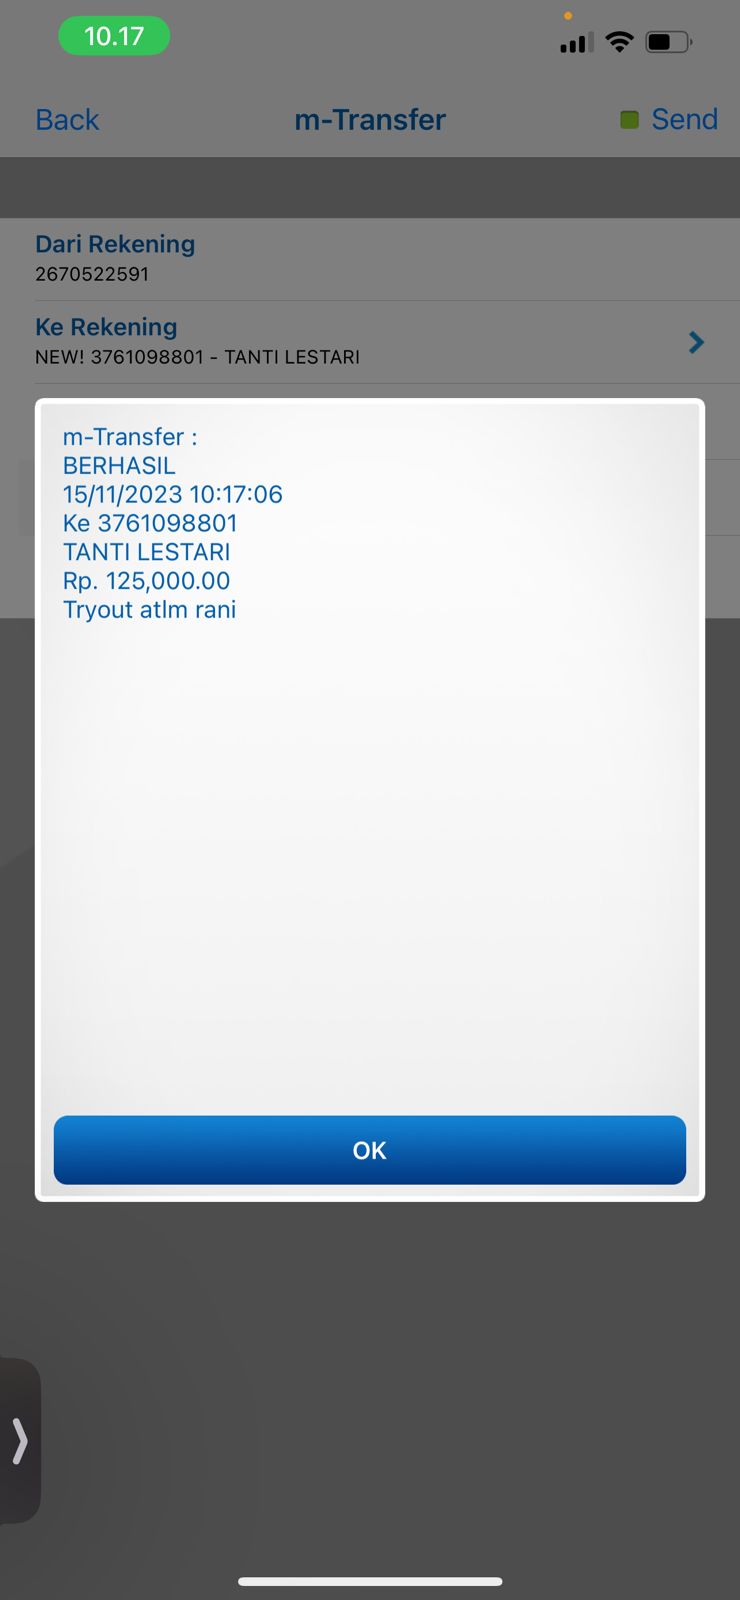 10.17
Back m-Transfer Send
Dari Rekening
2670522591
Ke Rekening
NEW! 3761098801 - TANTI LESTARI
m-Transfer :
BERHASIL
15/11/2023 10:17:06
Ke 3761098801
TANTI LESTARI
Rp. 125,000.00
Tryout atlm rani
OK